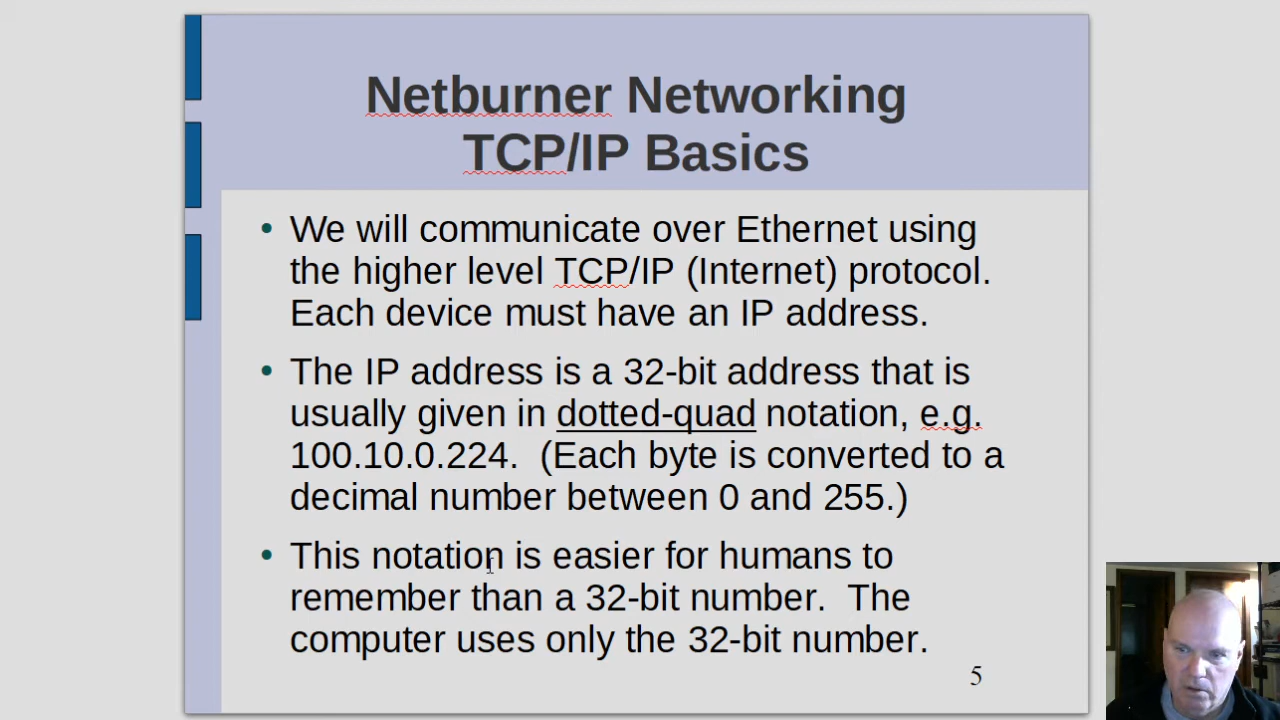 Netburner Networking
TCP/IP Basics
• We will communicate over Ethernet using
the higher level TCP/IP (Internet) protocol.
Each device must have an IP address.
• The IP address is a 32-bit address that is
usually given in dotted-quad notation, e.g.
100.10.0.224.  (Each byte is converted to a
decimal number between 0 and 255.)
• This notation is easier for humans to
remember than a 32-bit number.  The
computer uses only the 32-bit number.
5